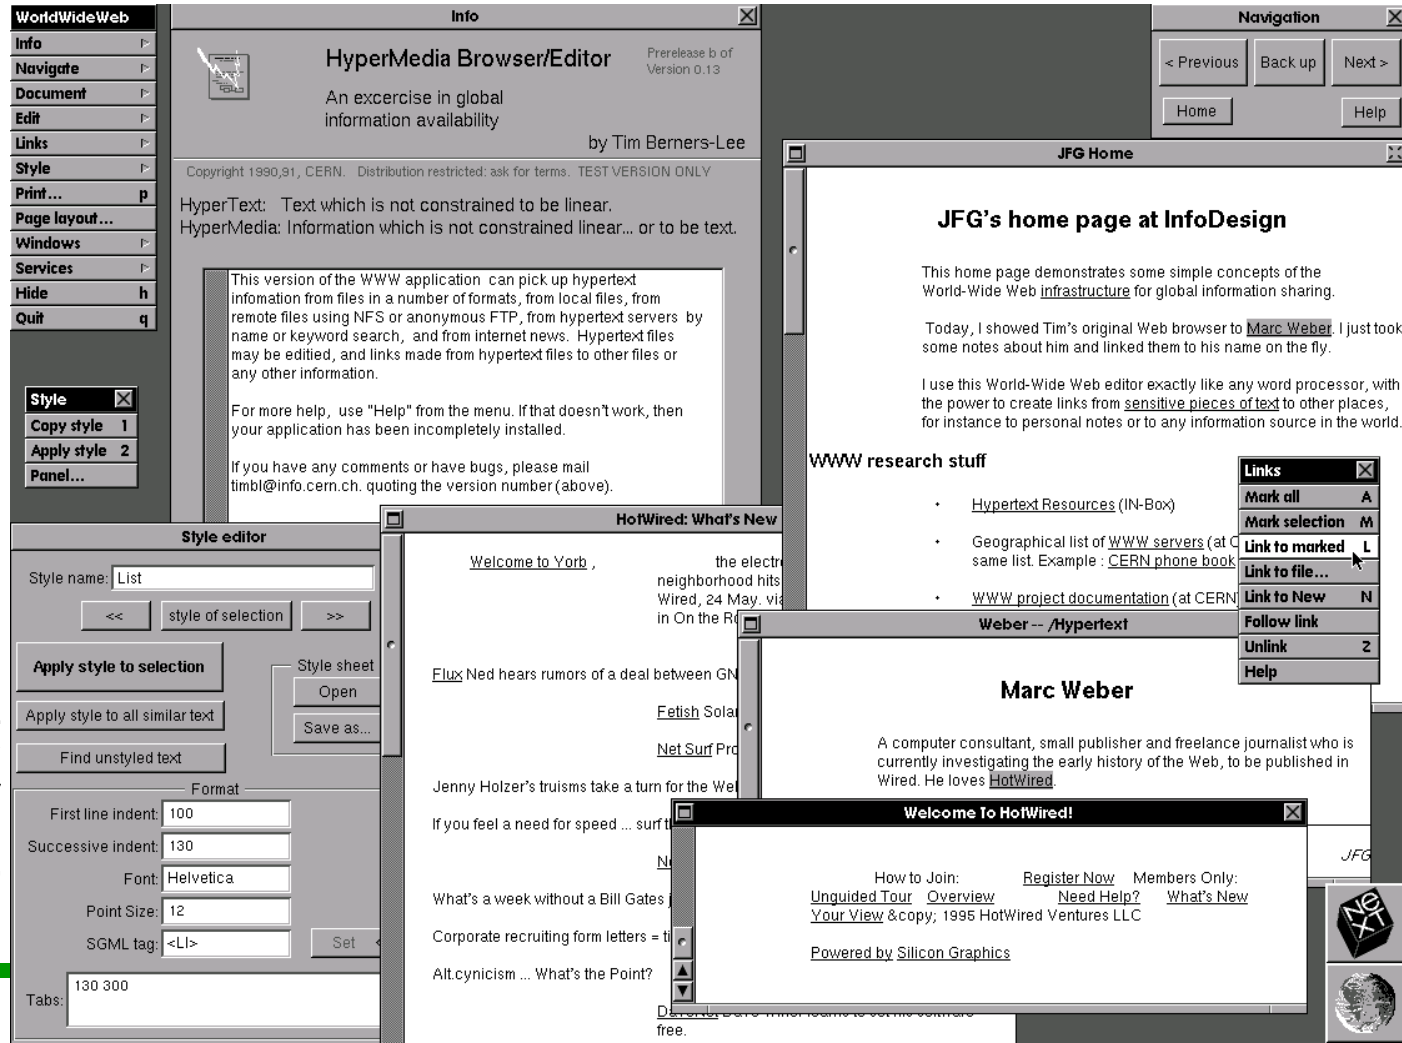 WorldWideWeb
Info
Navigate
Document
Edit
Links
Style
Print... p
Page layout...
Windows
Services
Hide h
Quit q
Style
Copy style 1
Apply style 2
Panel...
Info
HyperMedia Browser/Editor
Prerelease b of
Version 0.13
An excercise in global
information availability
by Tim Berners-Lee
Copyright 1990,91, CERN. Distribution restricted: ask for terms. TEST VERSION ONLY
HyperText: Text which is not constrained to be linear.
HyperMedia: Information which is not constrained linear... or to be text.
This version of the WWW application can pick up hypertext
infomation from files in a number of formats, from local files, from
remote files using NFS or anonymous FTP, from hypertext servers by
name or keyword search, and from internet news. Hypertext files
may be editied, and links made from hypertext files to other files or
any other information.
For more help, use "Help" from the menu. If that doesn't work, then
your application has been incompletely installed.
If you have any comments or have bugs, please mail
timbl@info.cern.ch. quoting the version number (above).
Navigation
< Previous Back up Next >
Home Help
JFG Home
JFG's home page at InfoDesign
This home page demonstrates some simple concepts of the
World-Wide Web infrastructure for global information sharing.
Today, I showed Tim's original Web browser to Marc Weber. I just took
some notes about him and linked them to his name on the fly.
I use this World-Wide Web editor exactly like any word processor, with
the power to create links from sensitive pieces of text to other places,
for instance to personal notes or to any information source in the world.
WWW research stuff
• Hypertext Resources (IN-Box)
• Geographical list of WWW servers (at C
same list. Example : CERN phone book
• WWW project documentation (at CERN)
Links
Mark all A
Mark selection M
Link to marked L
Link to file...
Link to New N
Follow link
Unlink Z
Help
Style editor
Style name: List
<< style of selection >>
Apply style to selection
Apply style to all similar text
Find unstyled text
Style sheet
Open
Save as...
Format
First line indent: 100
Successive indent: 130
Font: Helvetica
Point Size: 12
SGML tag: <LI>
Set
Tabs: 130 300
HotWired: What's New
Welcome to Yorb , the electr
neighborhood hits
Wired, 24 May. via
in On the Ro
Flux Ned hears rumors of a deal between GN
Fetish Solar
Net Surf Pro
Jenny Holzer's truisms take a turn for the Wel
If you feel a need for speed ... surf t
What's a week without a Bill Gates j
Corporate recruiting form letters = ti
Alt.cynicism ... What's the Point?
free.
Weber -- /Hypertext
Marc Weber
A computer consultant, small publisher and freelance journalist who is
currently investigating the early history of the Web, to be published in
Wired. He loves HotWired.
JFG
Welcome To HotWired!
How to Join: Register Now Members Only:
Unguided Tour Overview Need Help? What's New
Your View &copy; 1995 HotWired Ventures LLC
Powered by Silicon Graphics
NeXT